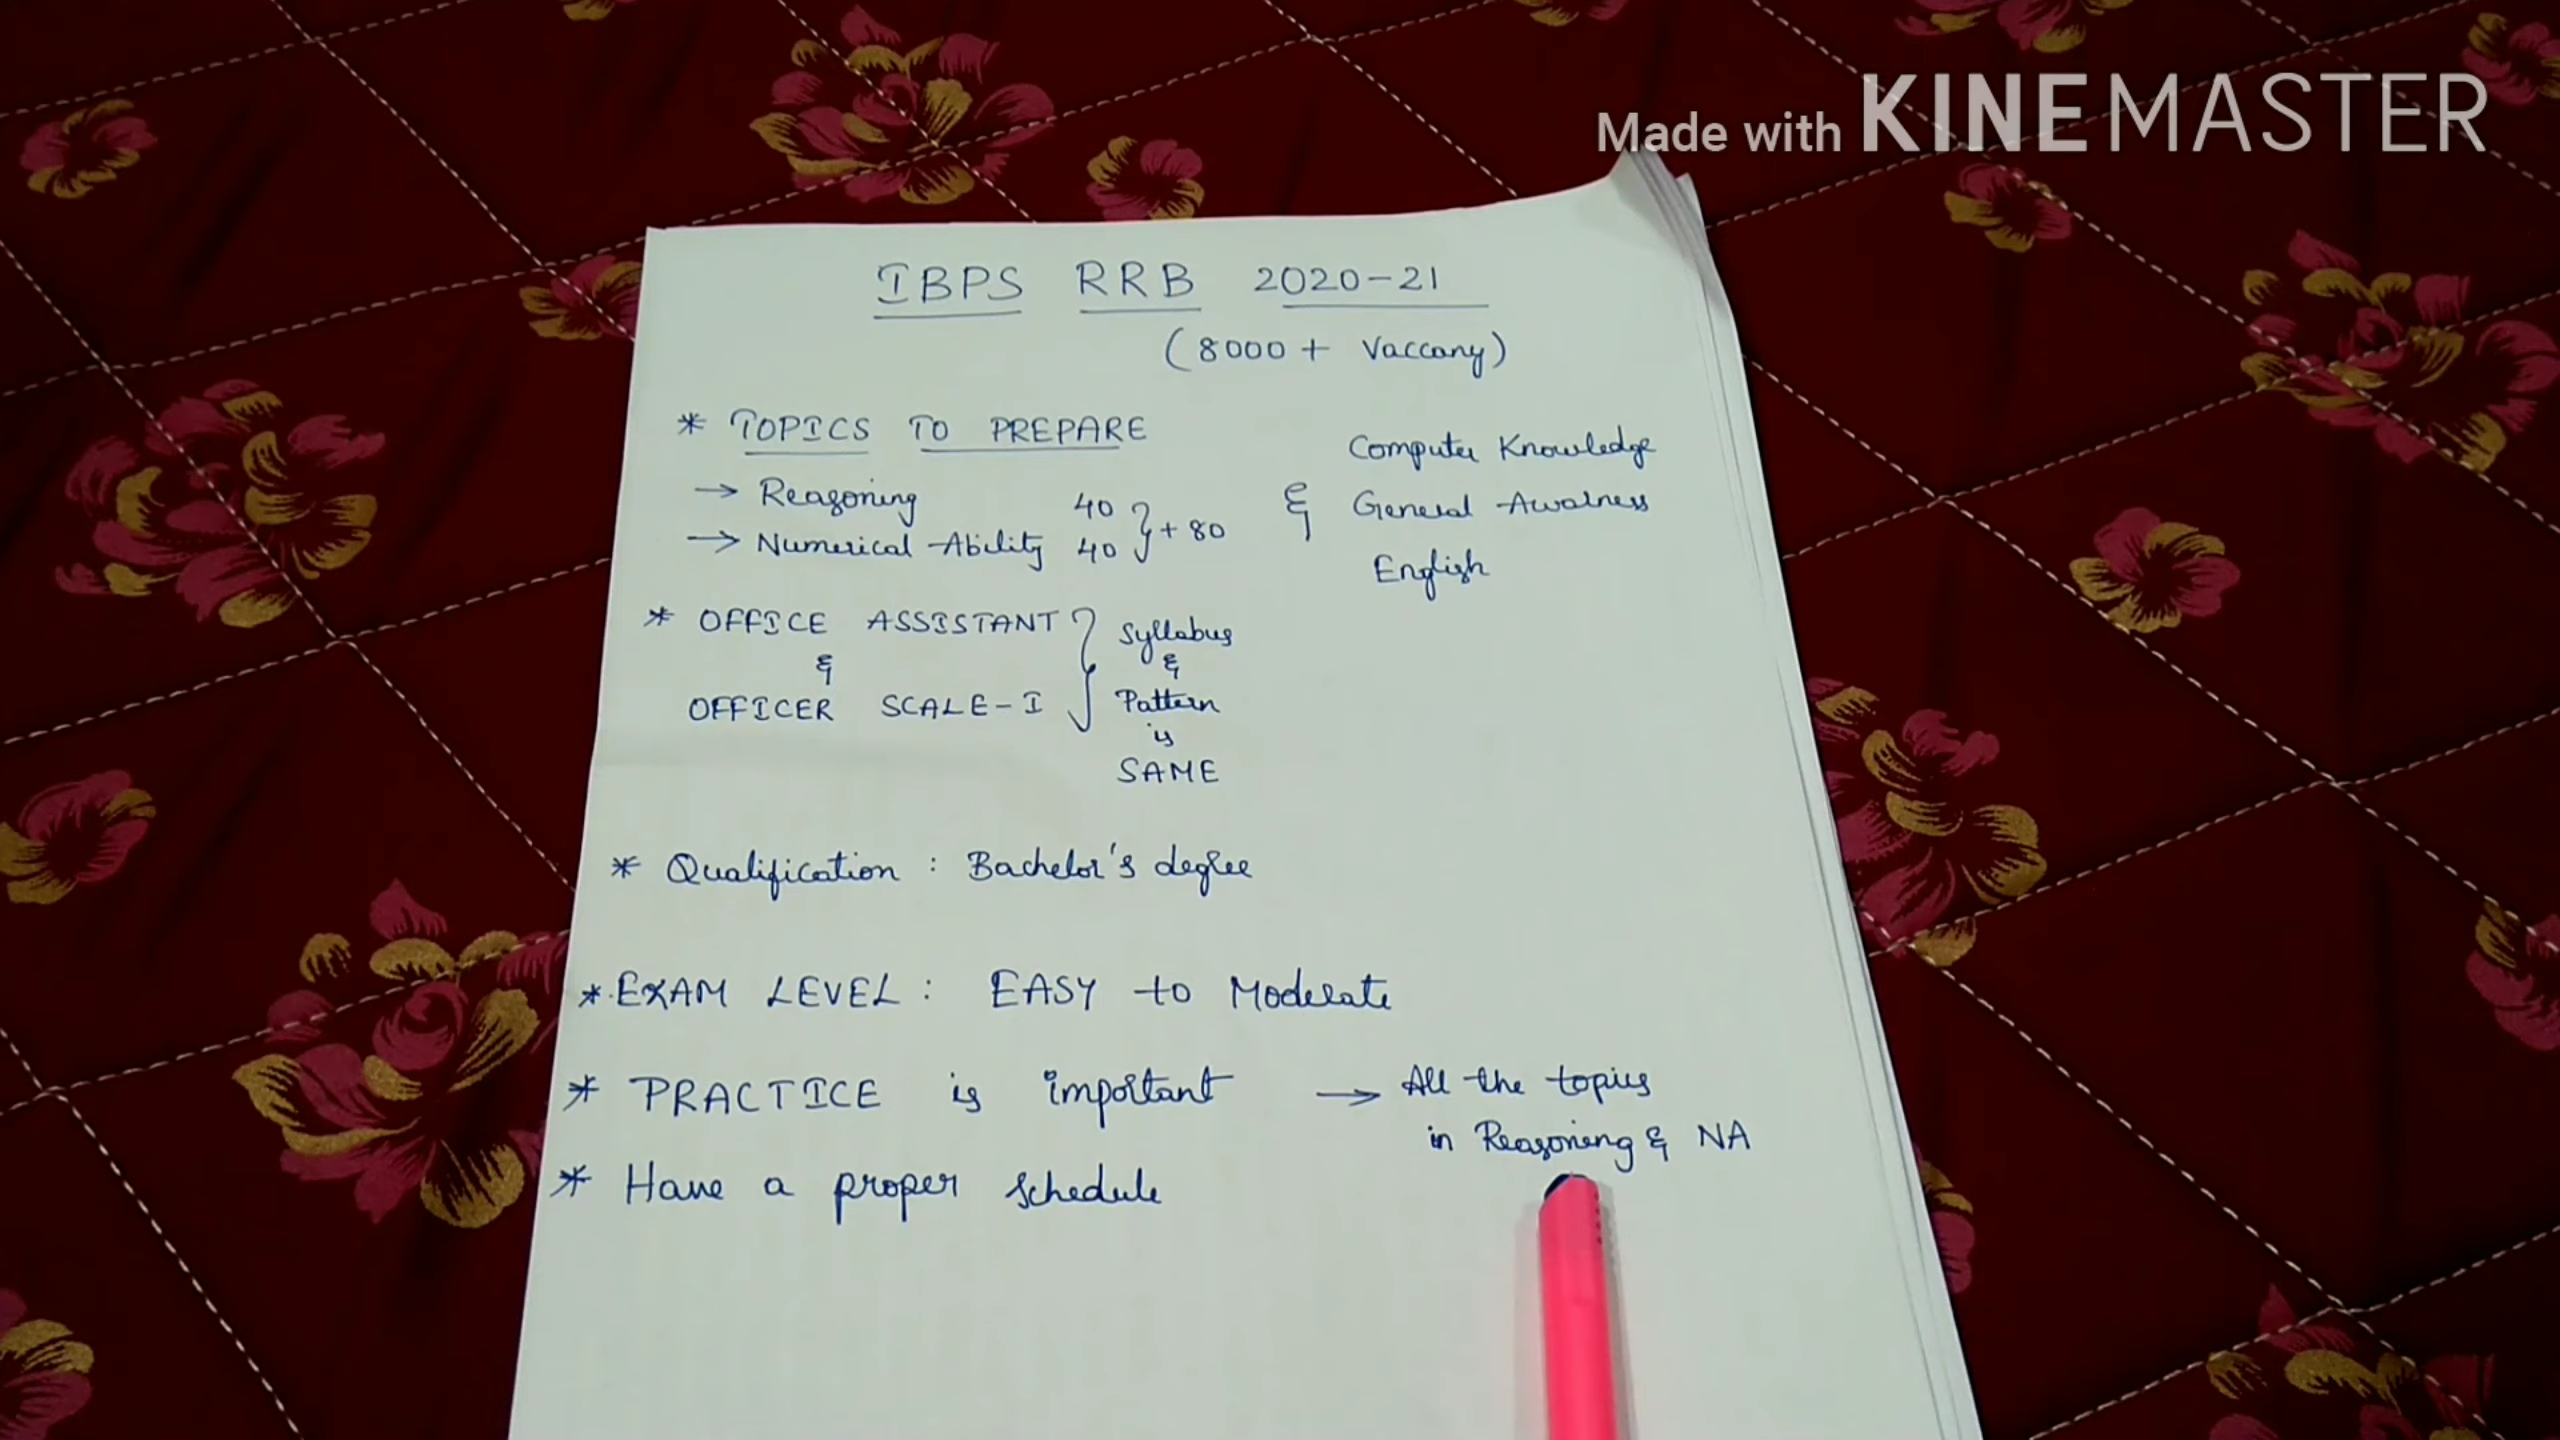 Made with KINEMASTER
IBPS RRB 2020-21
(8000 + Vaccany)
* TOPICS TO PREPARE
→ Reasoning 40
→ Numerical Ability 40 } + 80
& Computer Knowledge
General Awarness
English
* OFFICE ASSISTANT
&
OFFICER SCALE-I
} Syllabus
&
Pattern
is
SAME
* Qualification : Bachelor's degree
* EXAM LEVEL : EASY to Moderate
* PRACTICE is important → All the topics
in Reasoning & NA
* Have a proper schedule